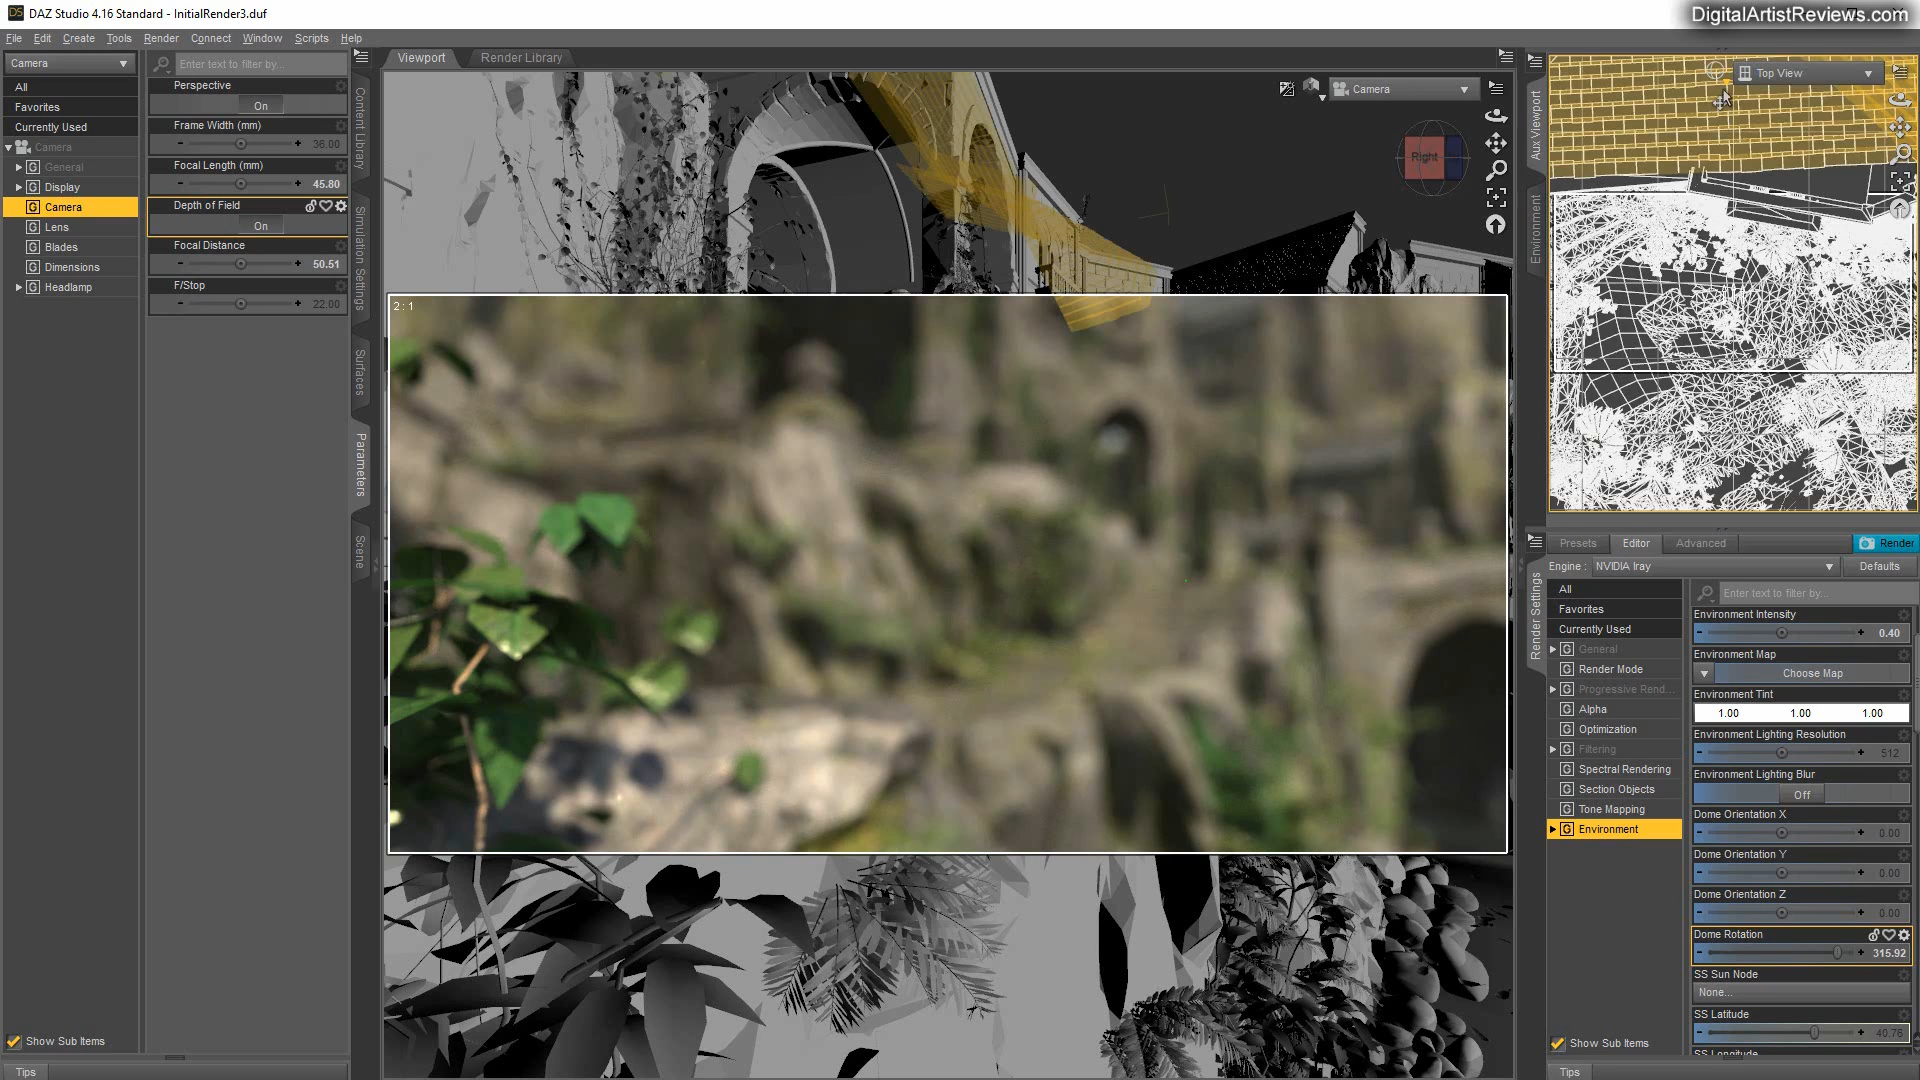 DAZ Studio 4.16 Standard - InitialRender3.duf
DigitalArtistReviews.com
File Edit Create Tools Render Connect Window Scripts Help
Camera
All
Favorites
Currently Used
Camera
General
Display
Camera
Lens
Blades
Dimensions
Headlamp
Show Sub Items
Tips
Enter text to filter by...
Perspective
On
Frame Width (mm)
36.00
Focal Length (mm)
45.80
Depth of Field
On
Focal Distance
50.51
F/Stop
22.00
Content Library
Simulation Settings
Surfaces
Parameters
Scene
Viewport
Render Library
Camera
Right
2 : 1
Aux Viewport
Environment
Top View
Render Settings
Presets
Editor
Advanced
Render
Engine :
NVIDIA Iray
Defaults
All
Favorites
Currently Used
General
Render Mode
Progressive Rend...
Alpha
Optimization
Filtering
Spectral Rendering
Section Objects
Tone Mapping
Environment
Show Sub Items
Tips
Enter text to filter by...
Environment Intensity
0.40
Environment Map
Choose Map
Environment Tint
1.00 1.00 1.00
Environment Lighting Resolution
512
Environment Lighting Blur
Off
Dome Orientation X
0.00
Dome Orientation Y
0.00
Dome Orientation Z
0.00
Dome Rotation
315.92
SS Sun Node
None...
SS Latitude
40.76
SS Longitude